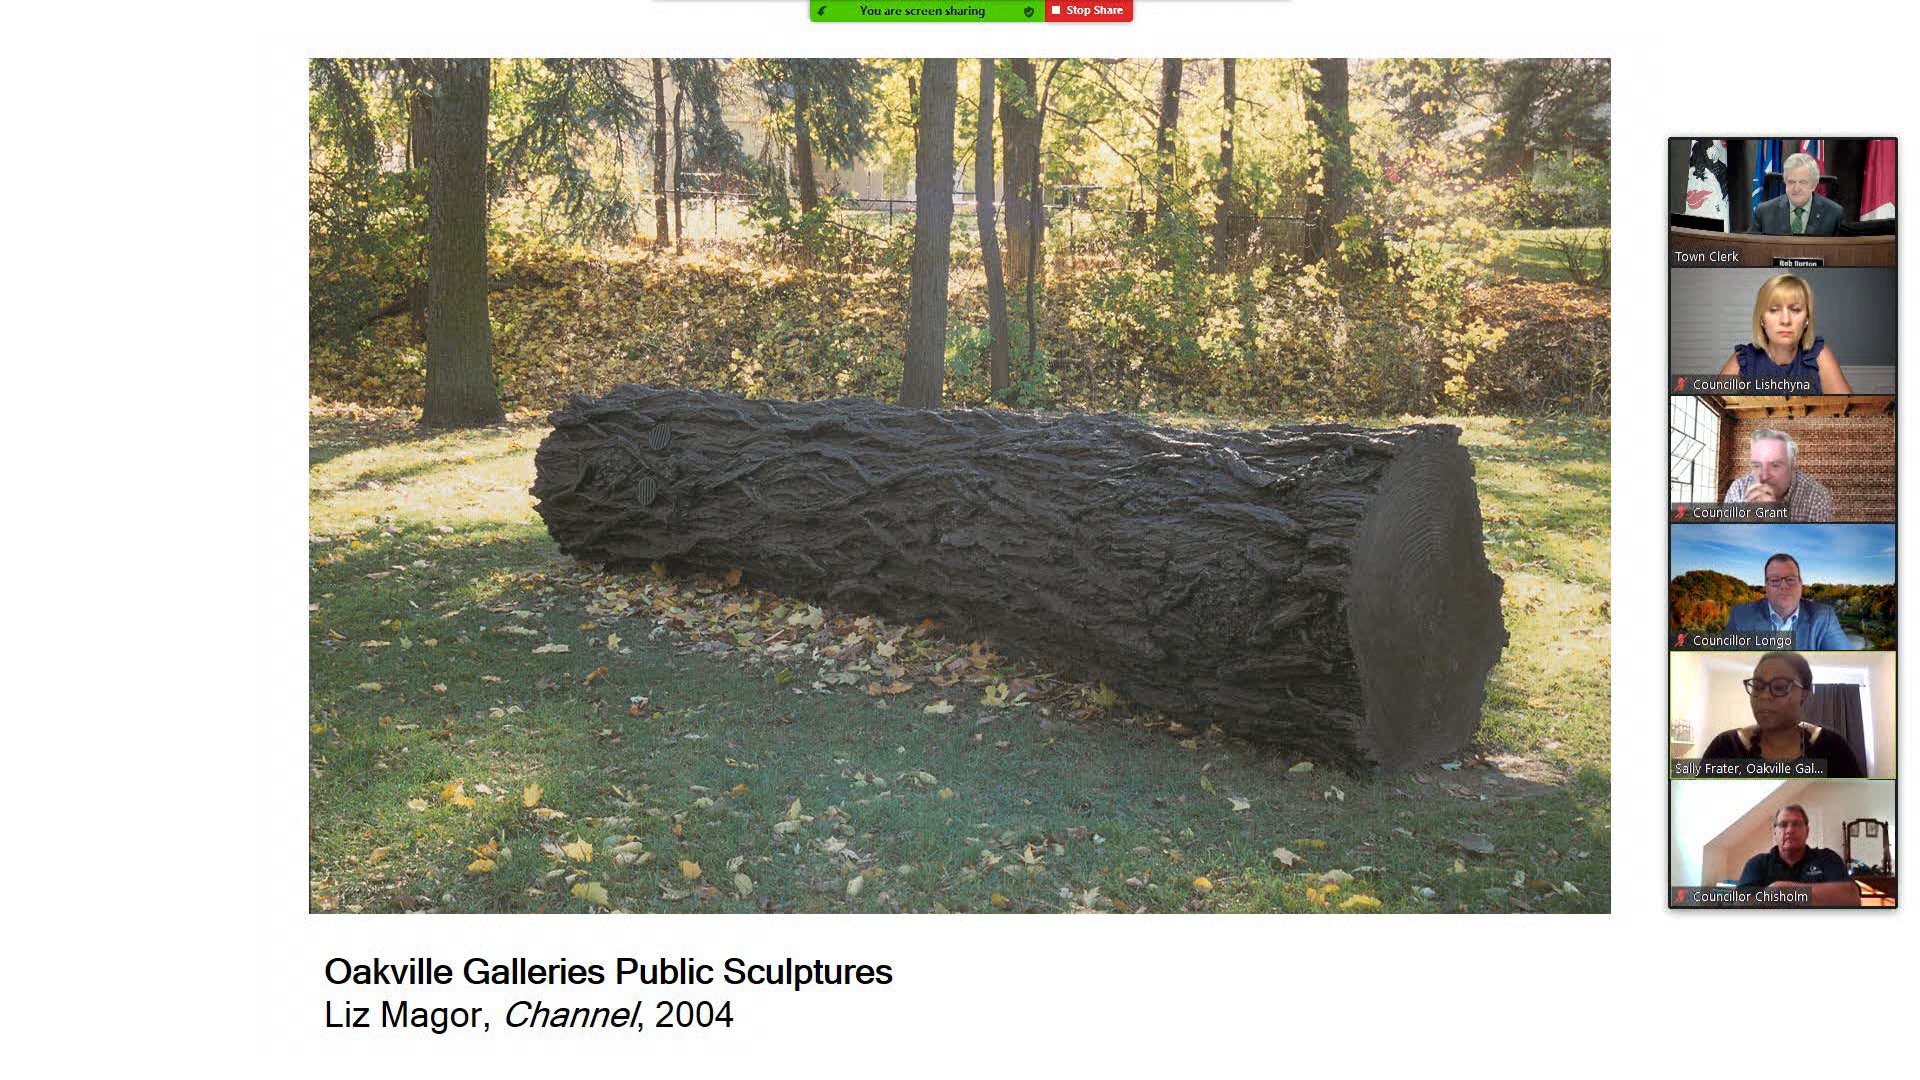 You are screen sharing
Stop Share
Town Clerk
Rob Burton
Councillor Lishchyna
Councillor Grant
Councillor Longo
Sally Frater, Oakville Gal...
Councillor Chisholm
Oakville Galleries Public Sculptures
Liz Magor, Channel, 2004